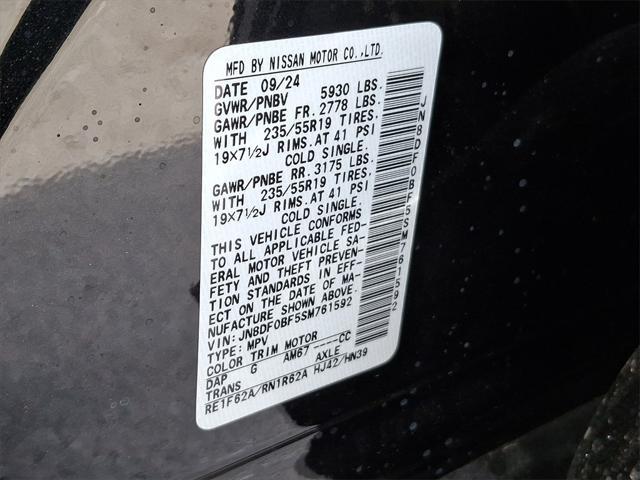 MFD BY NISSAN MOTOR CO.,LTD.
DATE 09/24
GVWR/PNBV 5930 LBS.
GAWR/PNBE FR. 2778 LBS.
WITH 235/55R19 TIRES.
19X7½J RIMS.AT 41 PSI
COLD SINGLE.
GAWR/PNBE RR. 3175 LBS.
WITH 235/55R19 TIRES.
19X7½J RIMS.AT 41 PSI
COLD SINGLE.
THIS VEHICLE CONFORMS
TO ALL APPLICABLE FED-
ERAL MOTOR VEHICLE SA-
FETY AND THEFT PREVEN-
TION STANDARDS IN EFF-
ECT ON THE DATE OF MA-
NUFACTURE SHOWN ABOVE.
VIN: JN8DF0BF5SM761592
TYPE: MPV
COLOR TRIM MOTOR
DAP G AM67 ----CC
TRANS AXLE
RE1F62A/RN1R62A HJ42/HN39
JN8DF0BF5SM761592